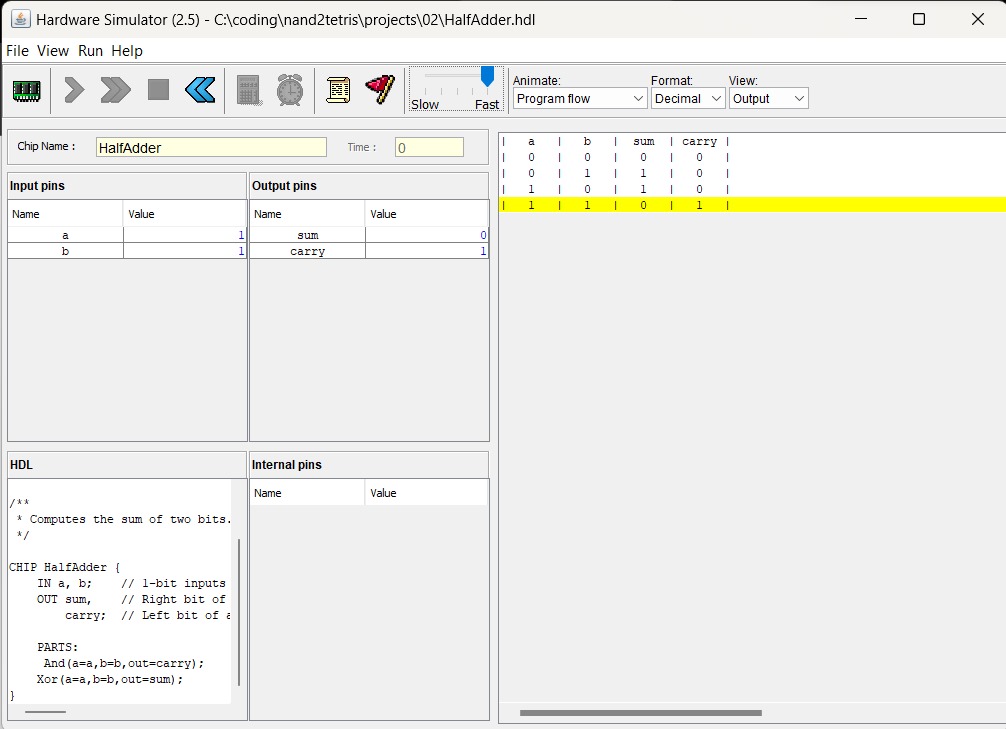 Hardware Simulator (2.5) - C:\coding\nand2tetris\projects\02\HalfAdder.hdl
File View Run Help
Slow Fast
Animate: Format: View:
Program flow Decimal Output
Chip Name : HalfAdder Time : 0
Input pins
Name Value
a 1
b 1
Output pins
Name Value
sum 0
carry 1
HDL
/**
* Computes the sum of two bits.
*/
CHIP HalfAdder {
IN a, b; // 1-bit inputs
OUT sum, // Right bit of
carry; // Left bit of a
PARTS:
And(a=a,b=b,out=carry);
Xor(a=a,b=b,out=sum);
}
Internal pins
Name Value
| a | b | sum | carry |
| 0 | 0 | 0 | 0 |
| 0 | 1 | 1 | 0 |
| 1 | 0 | 1 | 0 |
| 1 | 1 | 0 | 1 |